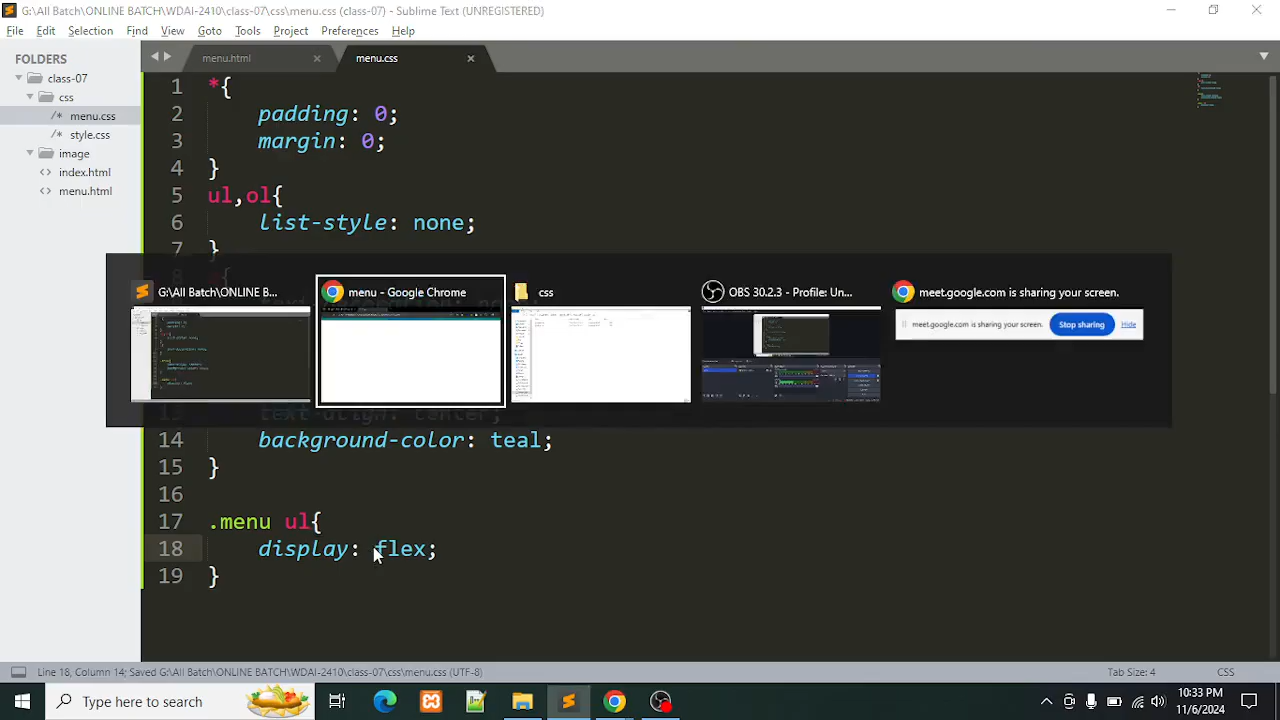 G:\All Batch\ONLINE BATCH\WDAI-2410\class-07\css\menu.css (class-07) - Sublime Text (UNREGISTERED)
File Edit Selection Find View Goto Tools Project Preferences Help
FOLDERS
class-07
css
menu.css
style.css
image
index.html
menu.html
menu.html
menu.css
1 *{
2 padding: 0;
3 margin: 0;
4 }
5 ul,ol{
6 list-style: none;
7 }
G:\All Batch\ONLINE B...
menu - Google Chrome
css
OBS 30.2.3 - Profile: Un...
meet.google.com is sharing your screen...
meet.google.com is sharing your screen. Stop sharing Hide
text-align: center;
14 background-color: teal;
15 }
16
17 .menu ul{
18 display: flex;
19 }
Line 18, Column 14; Saved G:\All Batch\ONLINE BATCH\WDAI-2410\class-07\css\menu.css (UTF-8)
Tab Size: 4
CSS
Type here to search
10:33 PM
11/6/2024